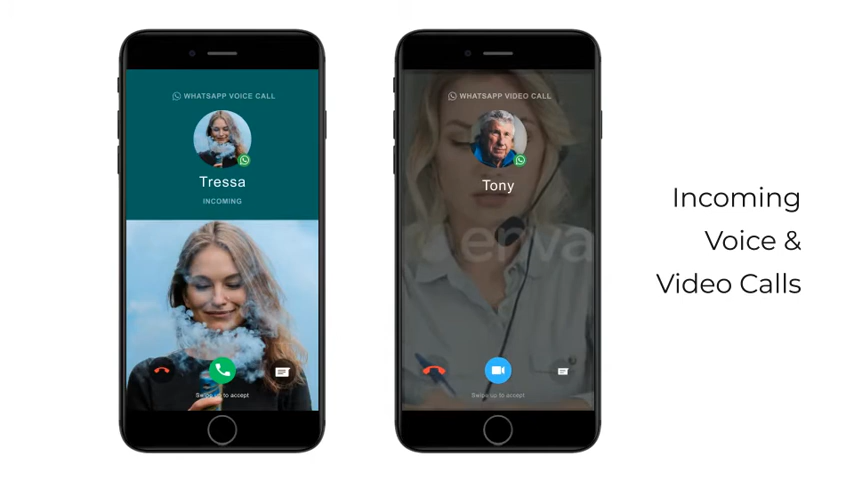 WHATSAPP VOICE CALL
Tressa
INCOMING
Swipe up to accept
WHATSAPP VIDEO CALL
Tony
enva
Swipe up to accept
Incoming
Voice &
Video Calls